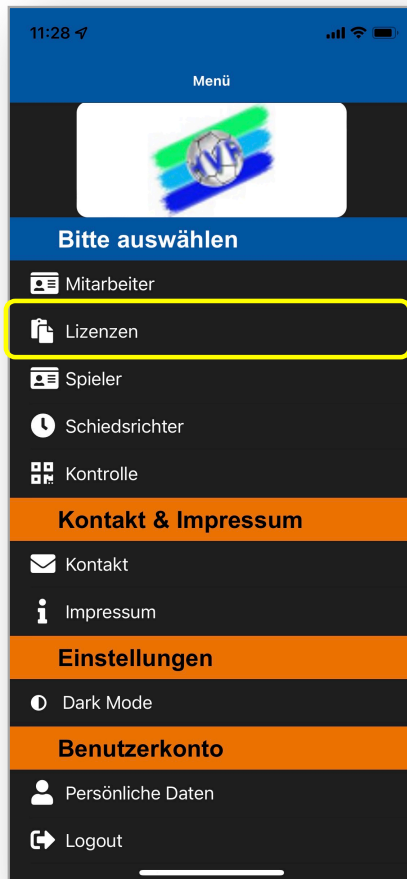 11:28
Menü
Bitte auswählen
Mitarbeiter
Lizenzen
Spieler
Schiedsrichter
Kontrolle
Kontakt & Impressum
Kontakt
Impressum
Einstellungen
Dark Mode
Benutzerkonto
Persönliche Daten
Logout